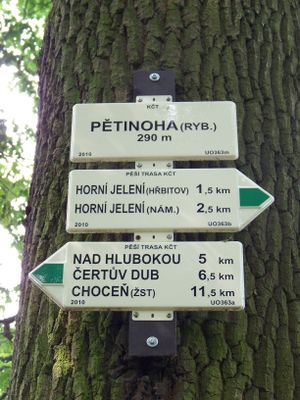 KČT
PĚTINOHA (RYB.)
290 m
2010 UO363m
PĚŠÍ TRASA KČT
HORNÍ JELENÍ (HŘBITOV) 1,5 km
HORNÍ JELENÍ (NÁM.) 2,5 km
2010 UO363b
PĚŠÍ TRASA KČT
NAD HLUBOKOU 5 km
ČERTŮV DUB 6,5 km
CHOCEŇ (ŽST) 11,5 km
2010 UO363a